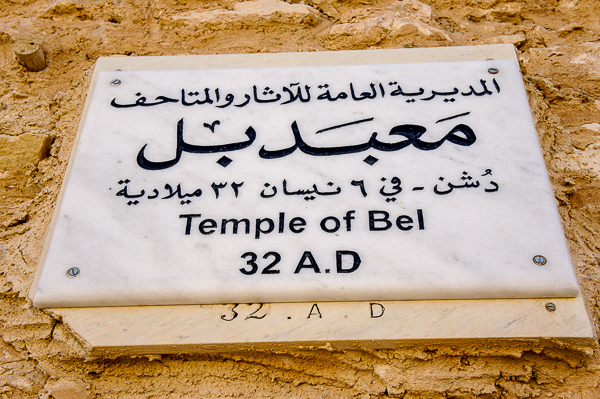 المديرية العامة للآثار والمتاحف
معبد بل
دُشن - في ٦ نيسان ٣٢ ميلادية
Temple of Bel
32 A.D
32 . A D